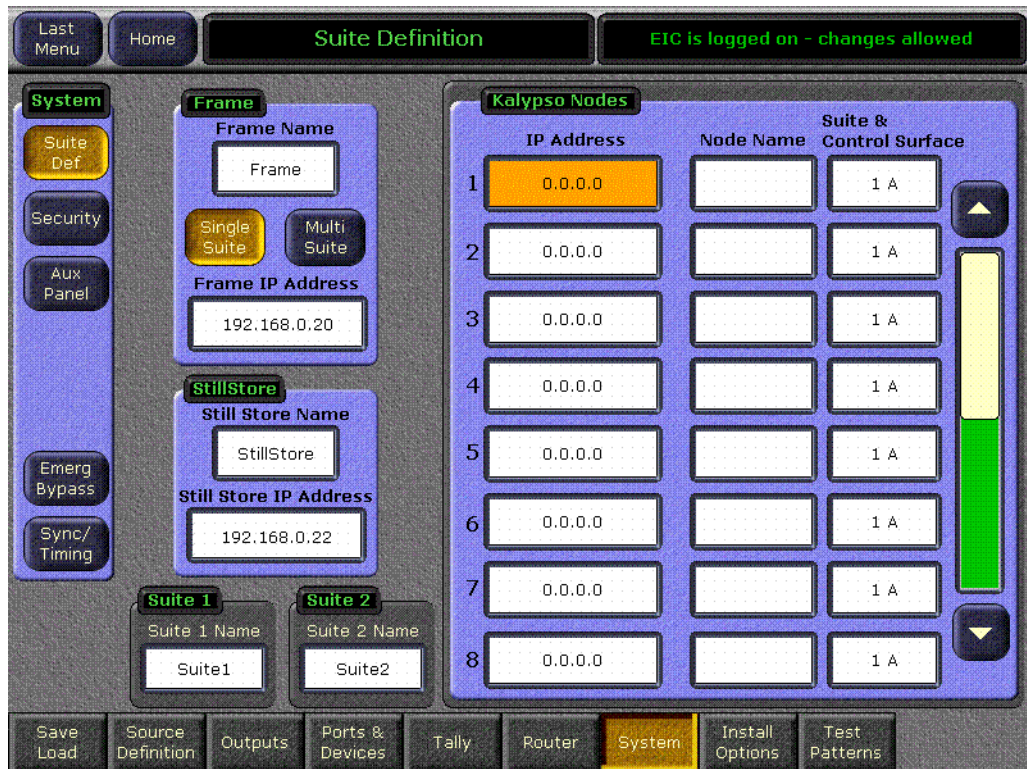 Last Menu
Home
Suite Definition
EIC is logged on - changes allowed
System
Suite Def
Security
Aux Panel
Emerg Bypass
Sync/ Timing
Frame
Frame Name
Frame
Single Suite
Multi Suite
Frame IP Address
192.168.0.20
StillStore
Still Store Name
StillStore
Still Store IP Address
192.168.0.22
Suite 1
Suite 1 Name
Suite1
Suite 2
Suite 2 Name
Suite2
Kalypso Nodes
IP Address Node Name Suite & Control Surface
1 0.0.0.0 1 A
2 0.0.0.0 1 A
3 0.0.0.0 1 A
4 0.0.0.0 1 A
5 0.0.0.0 1 A
6 0.0.0.0 1 A
7 0.0.0.0 1 A
8 0.0.0.0 1 A
Save Load
Source Definition
Outputs
Ports & Devices
Tally
Router
System
Install Options
Test Patterns